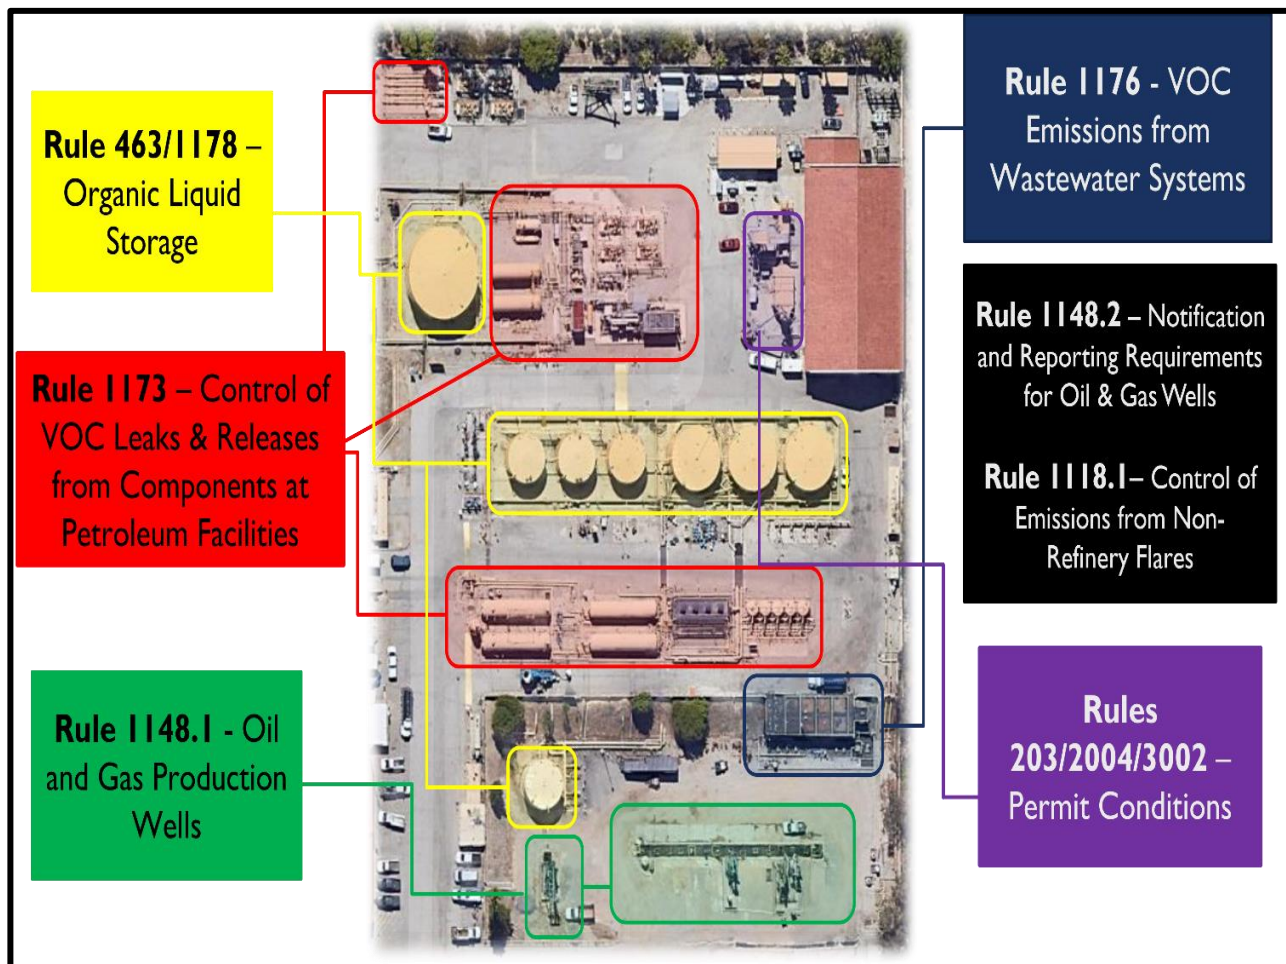 Rule 463/1178 –
Organic Liquid
Storage
Rule 1173 – Control of
VOC Leaks & Releases
from Components at
Petroleum Facilities
Rule 1148.1 - Oil
and Gas Production
Wells
Rule 1176 - VOC
Emissions from
Wastewater Systems
Rule 1148.2 – Notification
and Reporting Requirements
for Oil & Gas Wells
Rule 1118.1– Control of
Emissions from Non-
Refinery Flares
Rules
203/2004/3002 –
Permit Conditions